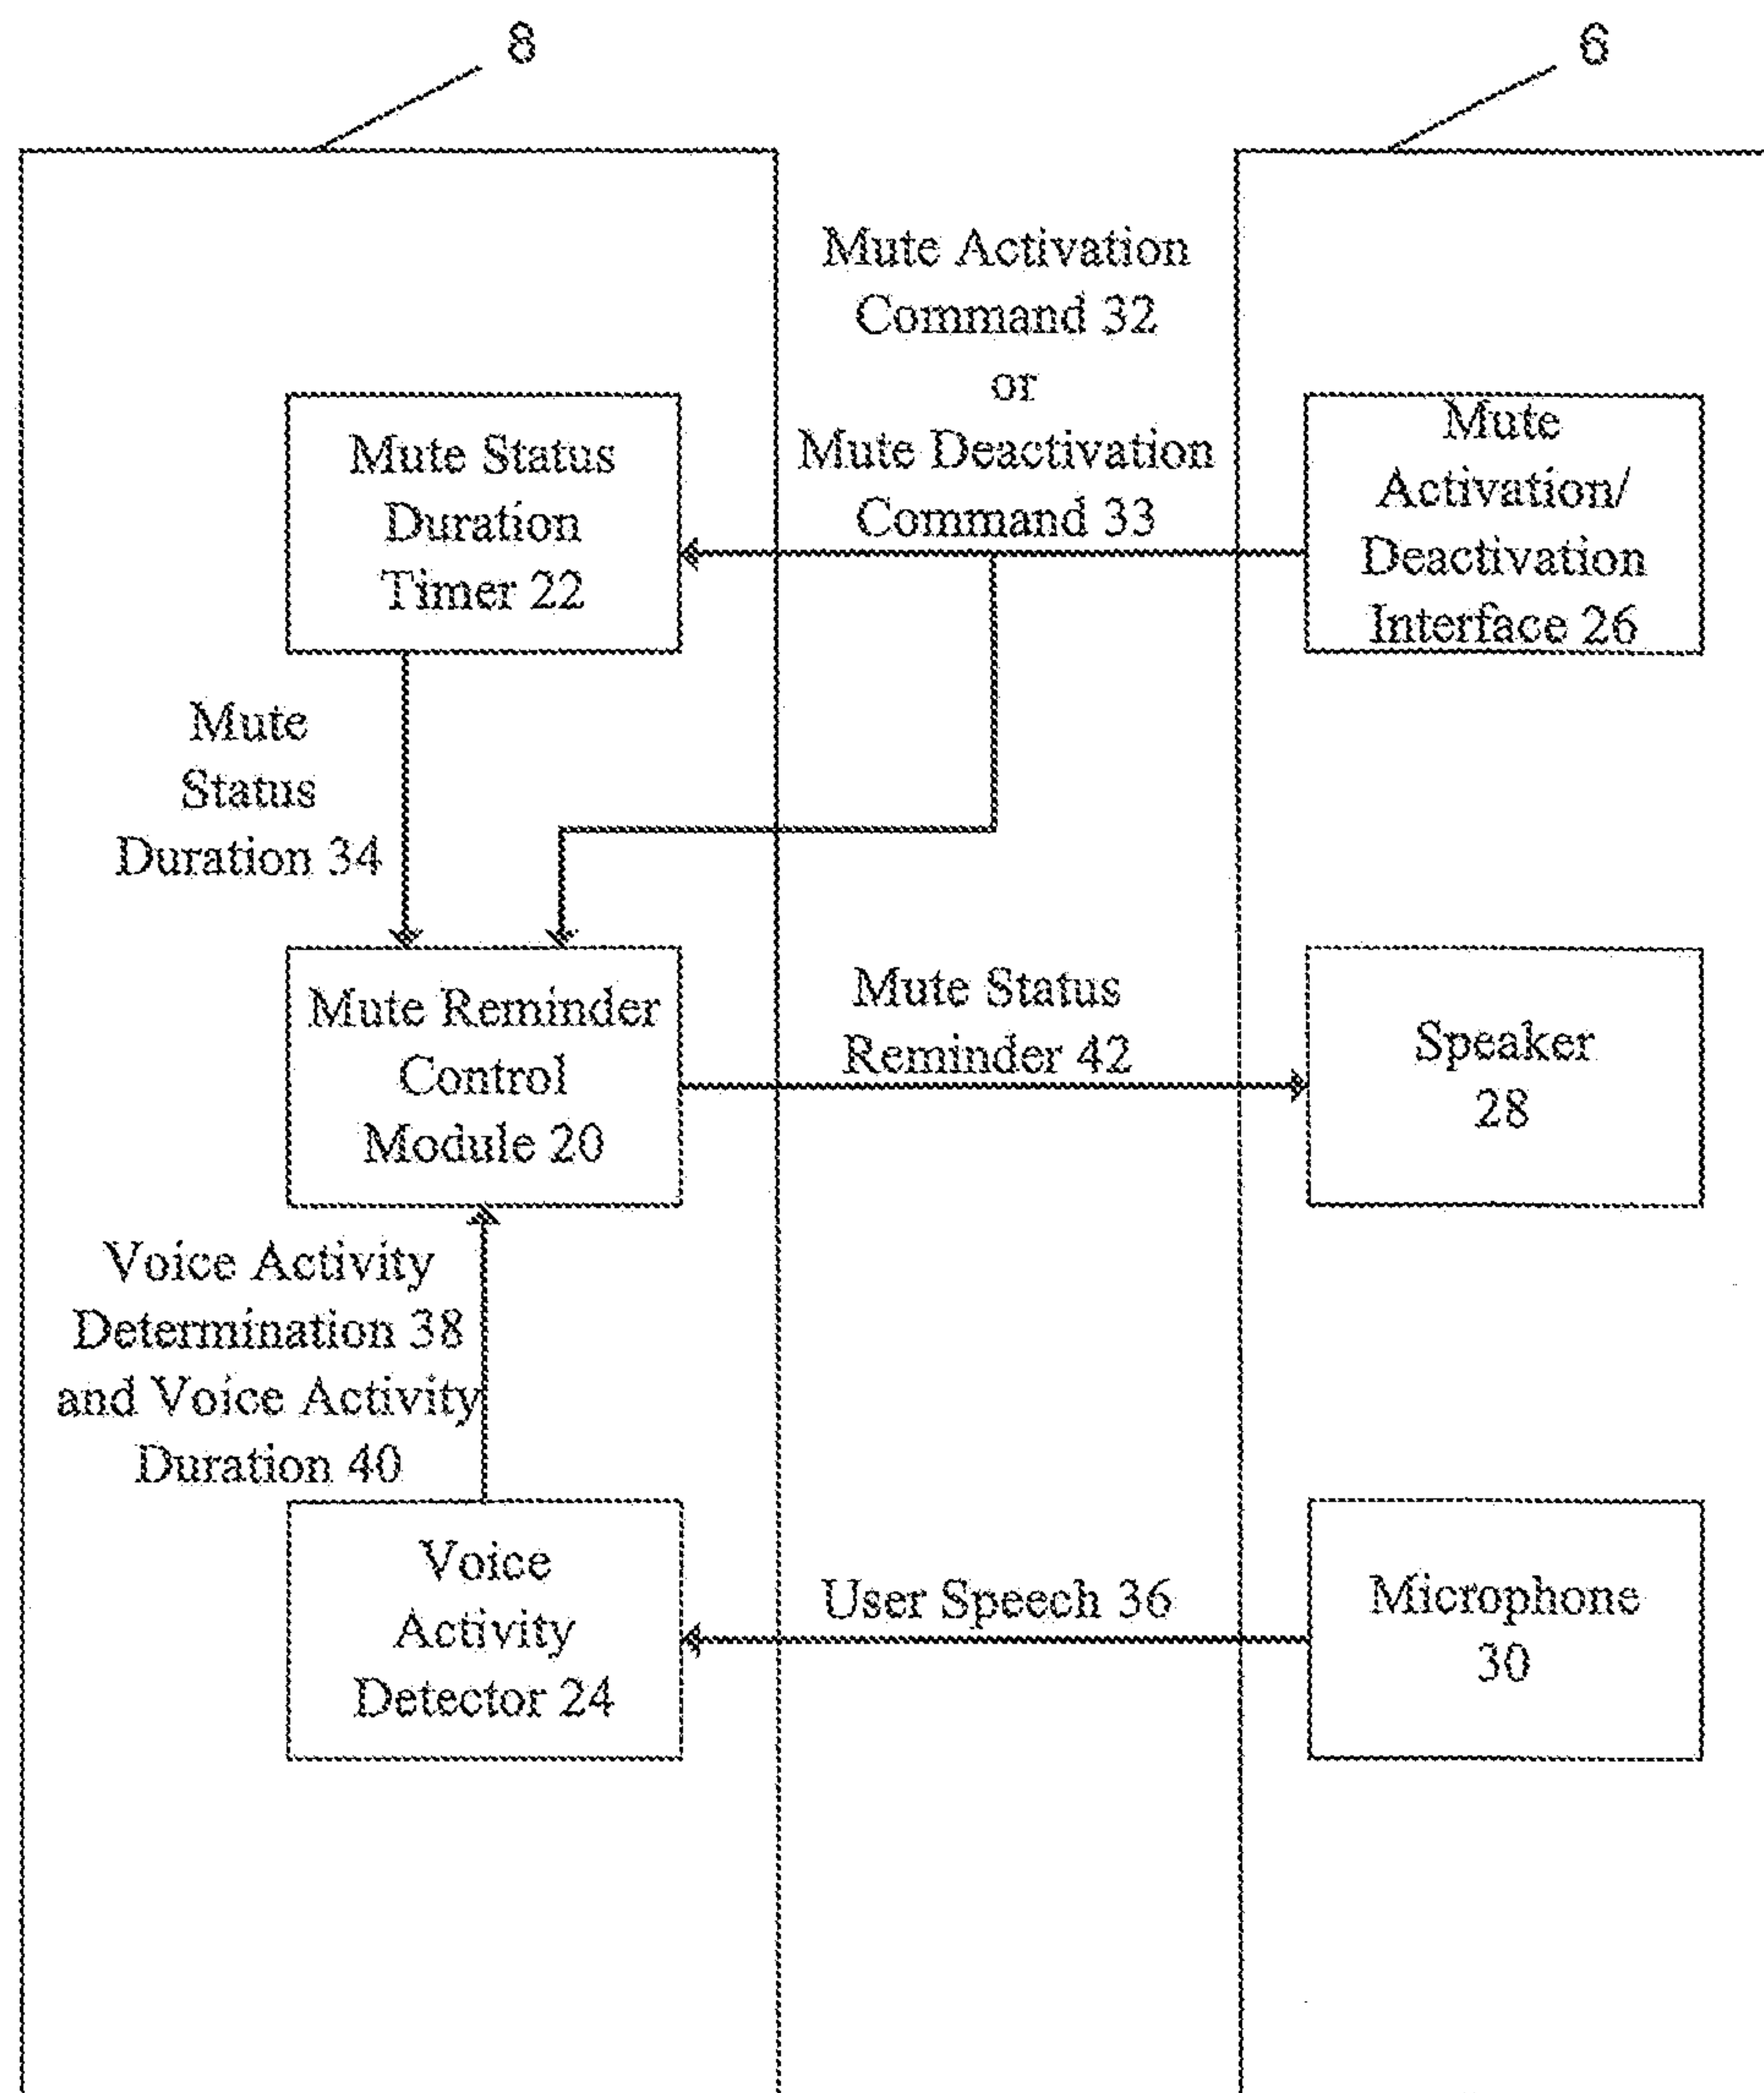 8
6
Mute Activation
Command 32
or
Mute Deactivation
Command 33
Mute Status
Duration
Timer 22
Mute
Activation/
Deactivation
Interface 26
Mute
Status
Duration 34
Mute Reminder
Control
Module 20
Mute Status
Reminder 42
Speaker
28
Voice Activity
Determination 38
and Voice Activity
Duration 40
Voice
Activity
Detector 24
User Speech 36
Microphone
30